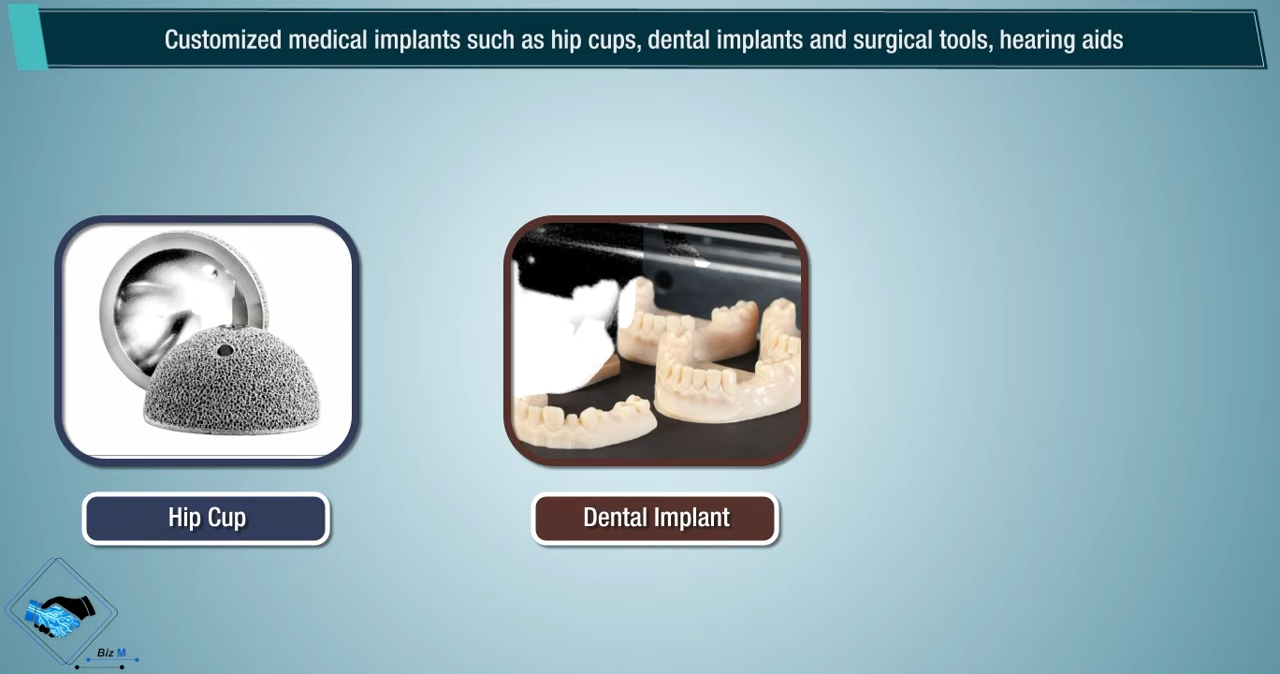 Customized medical implants such as hip cups, dental implants and surgical tools, hearing aids
Hip Cup
Dental Implant
Biz M